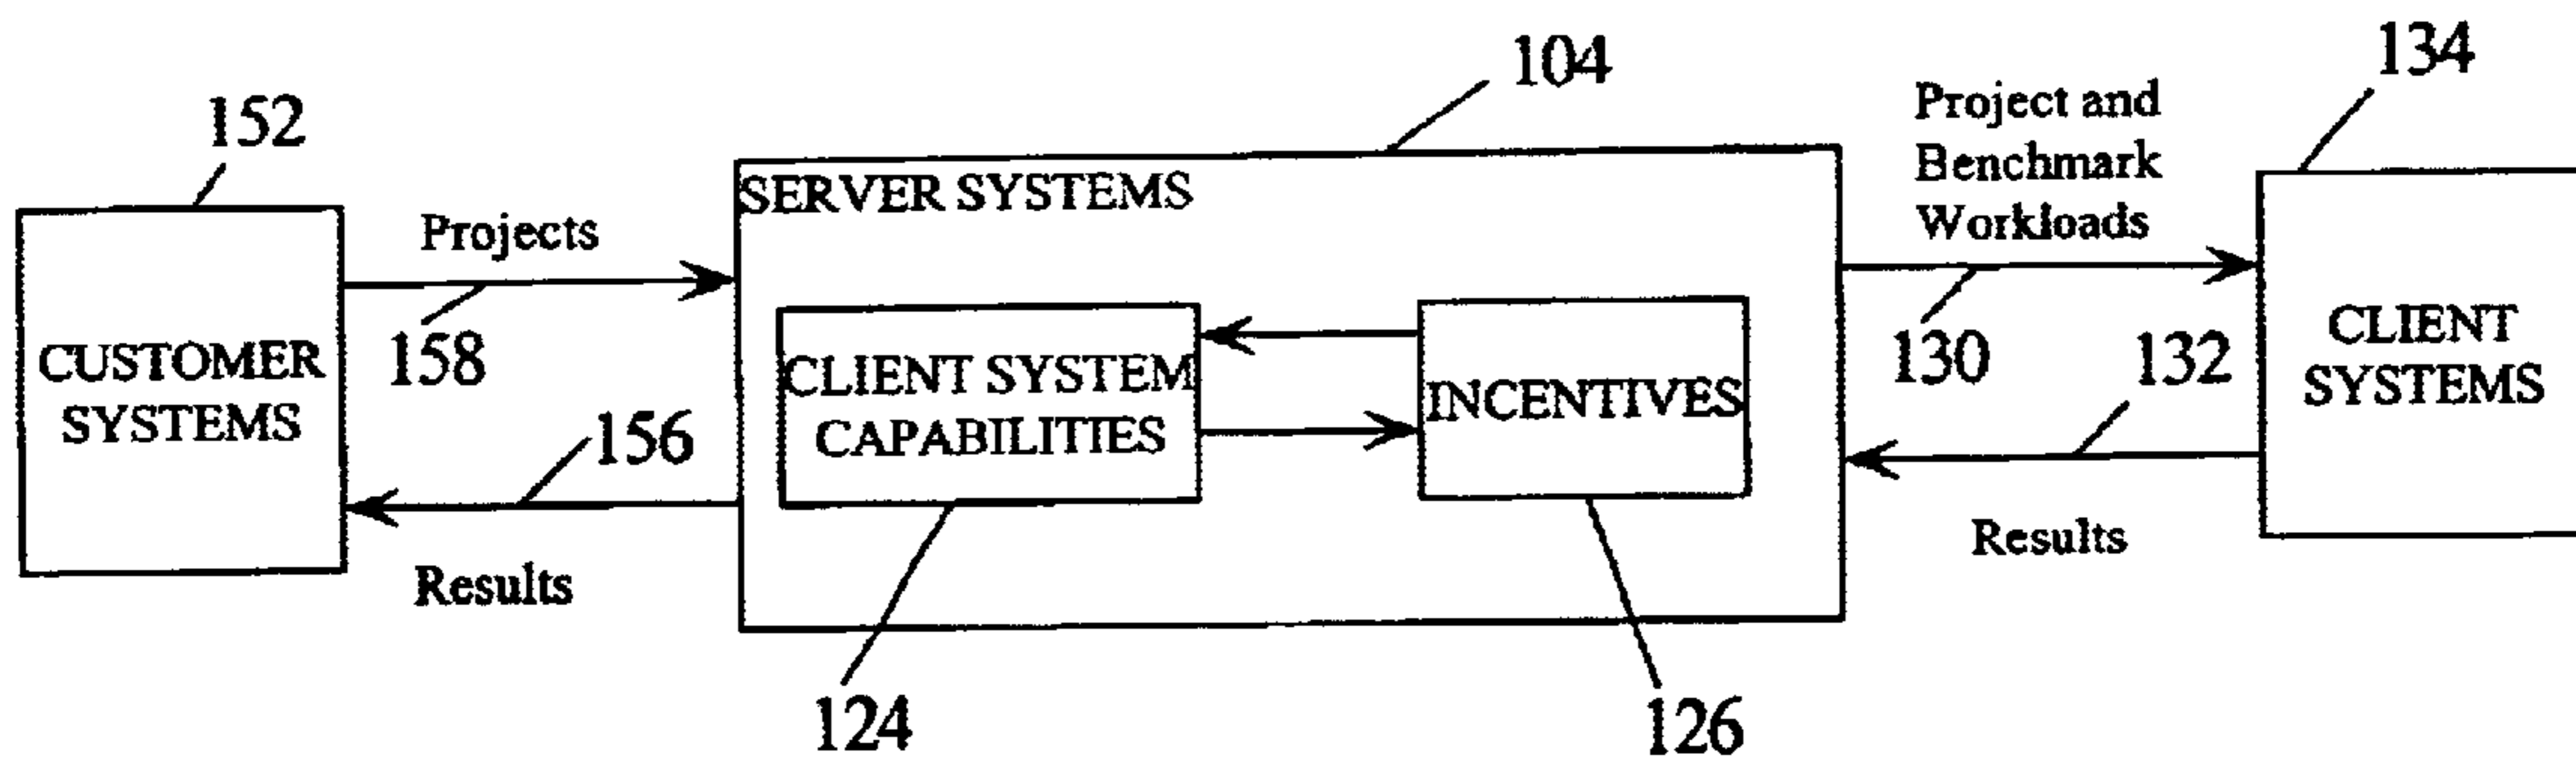 152
CUSTOMER
SYSTEMS
Projects
158
156
Results
104
SERVER SYSTEMS
CLIENT SYSTEM
CAPABILITIES
INCENTIVES
124
126
Project and
Benchmark
Workloads
130
132
Results
134
CLIENT
SYSTEMS